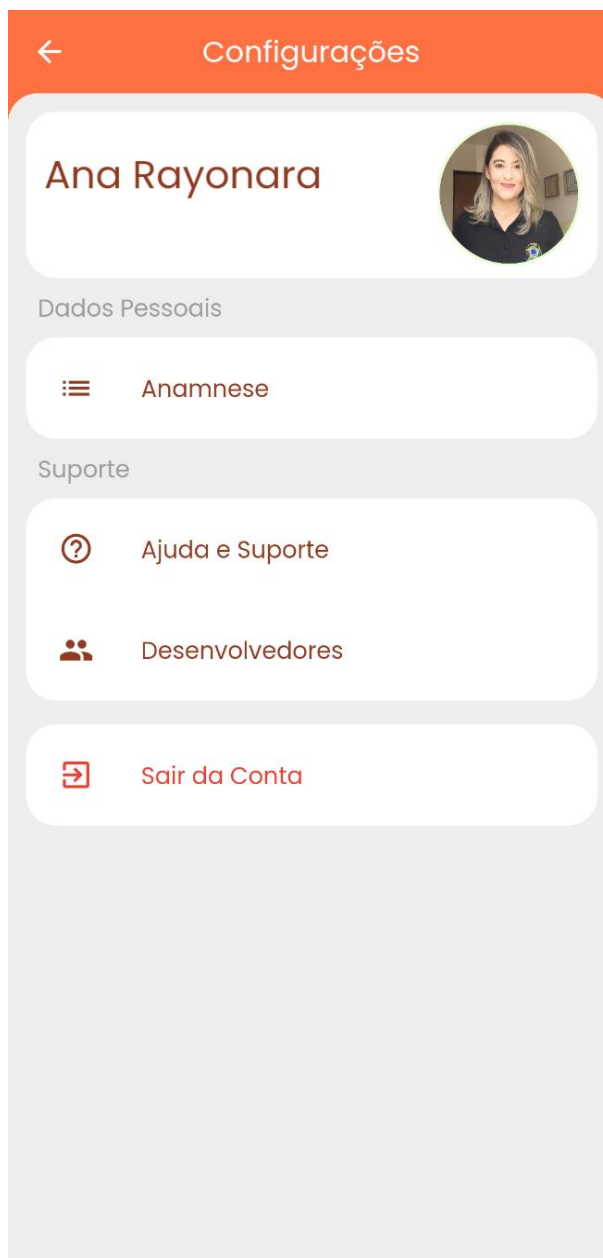 Configurações
Ana Rayonara
Dados Pessoais
Anamnese
Suporte
Ajuda e Suporte
Desenvolvedores
Sair da Conta